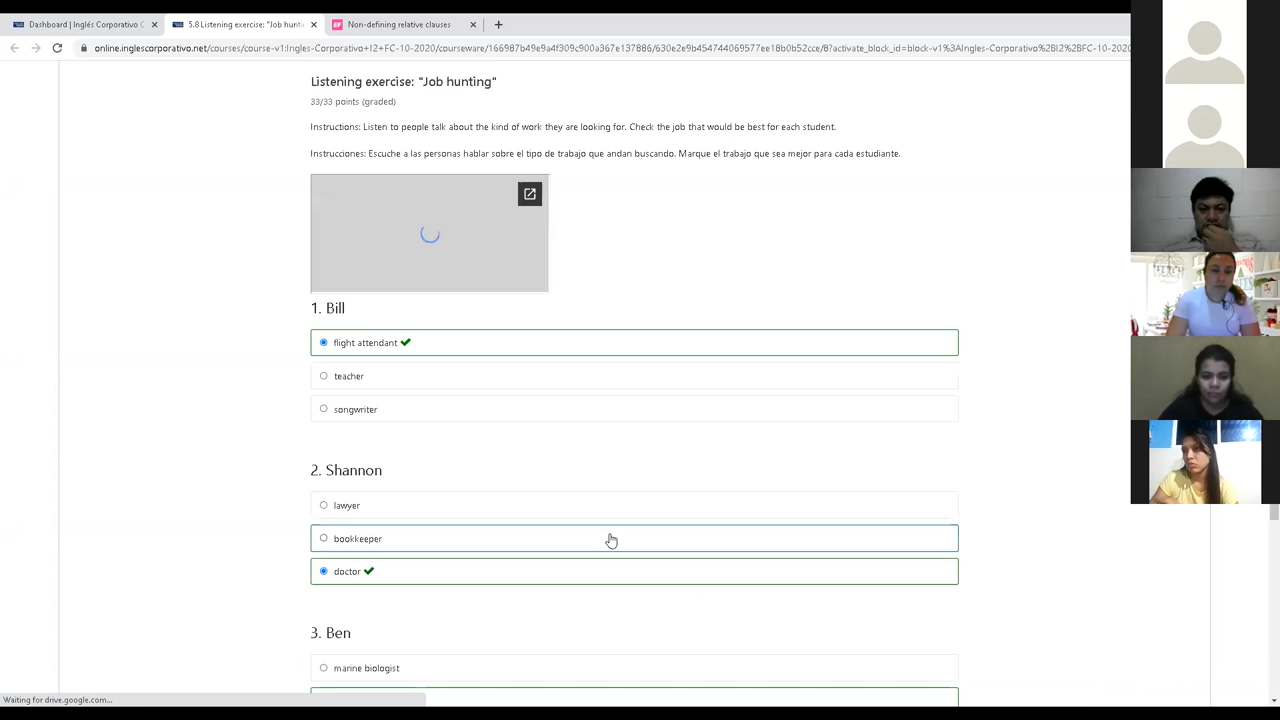 Dashboard | Inglés Corporativo C
5.8 Listening exercise: "Job hunti
EF Non-defining relative clauses
online.inglescorporativo.net/courses/course-v1:Ingles-Corporativo+I2+FC-10-2020/courseware/166987b49e9a4f309c900a367e137886/630e2e9b454744069577ee18b0b52cce/8?activate_block_id=block-v1%3AIngles-Corporativo%2BI2%2BFC-10-2020
Listening exercise: "Job hunting"
33/33 points (graded)
Instructions: Listen to people talk about the kind of work they are looking for. Check the job that would be best for each student.
Instrucciones: Escuche a las personas hablar sobre el tipo de trabajo que andan buscando. Marque el trabajo que sea mejor para cada estudiante.
1. Bill
flight attendant
teacher
songwriter
2. Shannon
lawyer
bookkeeper
doctor
3. Ben
marine biologist
Waiting for drive.google.com...